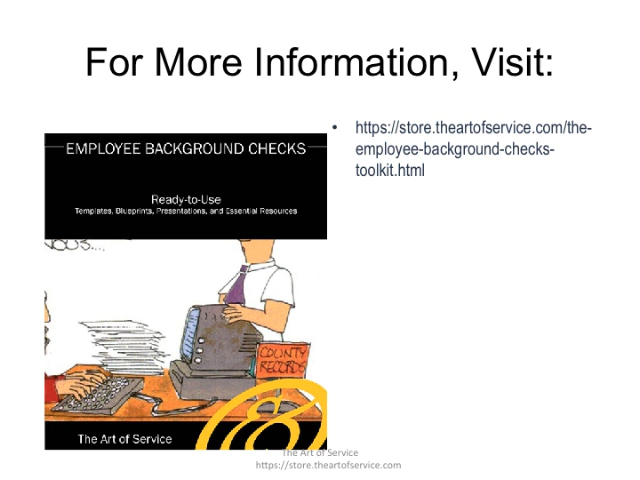 For More Information, Visit:
• https://store.theartofservice.com/the-
employee-background-checks-
toolkit.html
EMPLOYEE BACKGROUND CHECKS
Ready-to-Use
Templates, Blueprints, Presentations, and Essential Resources
COUNTY
RECORDS
The Art of Service
The Art of Service
https://store.theartofservice.com